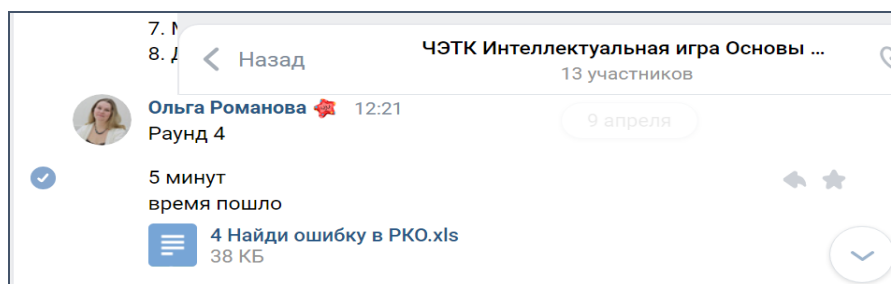 7.
8.
Назад
ЧЭТК Интеллектуальная игра Основы ...
13 участников
Ольга Романова 12:21
9 апреля
Раунд 4
5 минут
время пошло
4 Найди ошибку в РКО.xls
38 КБ